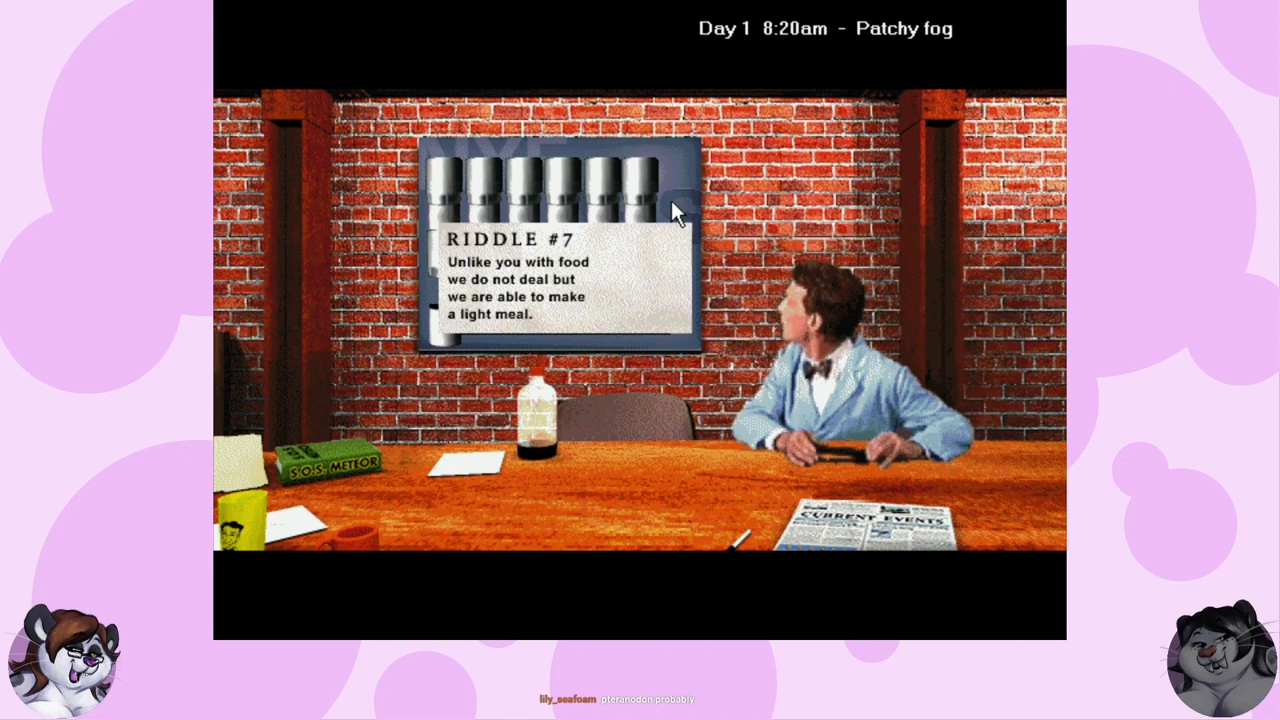 Day 1 8:20am - Patchy fog
NYE
RIDDLE #7
Unlike you with food
we do not deal but
we are able to make
a light meal.
S.O.S. METEOR
CURRENT EVENTS
lily_seafoam pteranodon probably